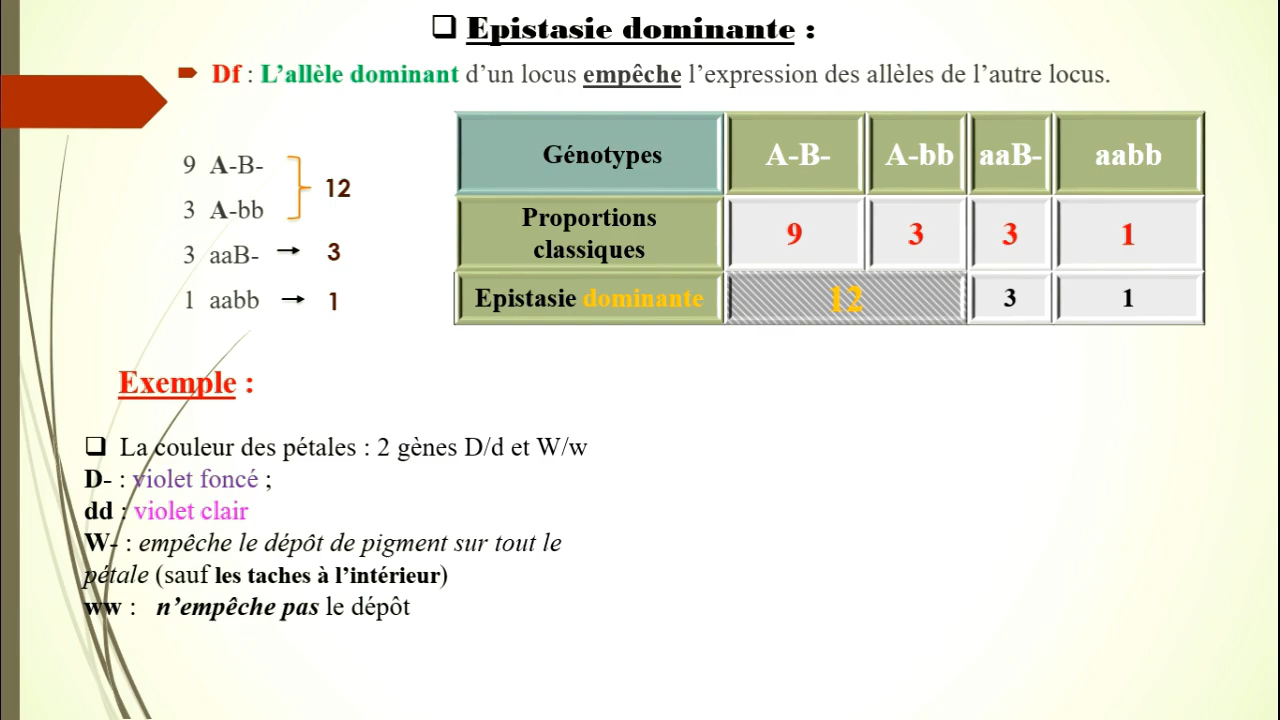 ❑ Epistasie dominante :
Df : L'allèle dominant d'un locus empêche l'expression des allèles de l'autre locus.
9 A-B-
3 A-bb
12
3 aaB- → 3
1 aabb → 1
Génotypes A-B- A-bb aaB- aabb
Proportions
classiques 9 3 3 1
Epistasie dominante 12 3 1
Exemple :
❑ La couleur des pétales : 2 gènes D/d et W/w
D- : violet foncé ;
dd : violet clair
W- : empêche le dépôt de pigment sur tout le
pétale (sauf les taches à l'intérieur)
ww : n'empêche pas le dépôt